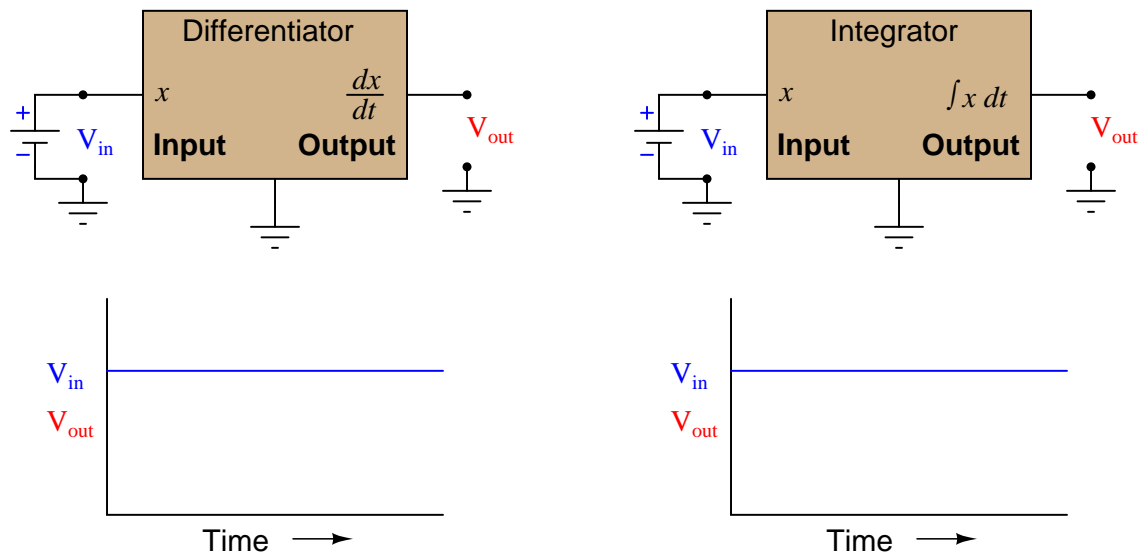 Differentiator
+
−
V_in
x
dx
dt
Input
Output
V_out
Integrator
+
−
V_in
x
∫ x dt
Input
Output
V_out
V_in
V_out
Time
V_in
V_out
Time